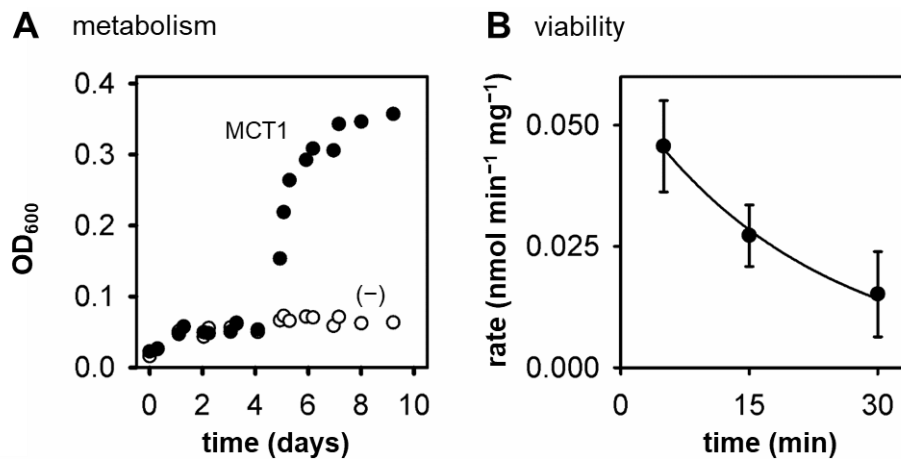 A metabolism
OD600
0.4
0.3
0.2
0.1
0.0
MCT1
(−)
0 2 4 6 8 10
time (days)
B viability
rate (nmol min−1 mg−1)
0.050
0.025
0.000
0 15 30
time (min)